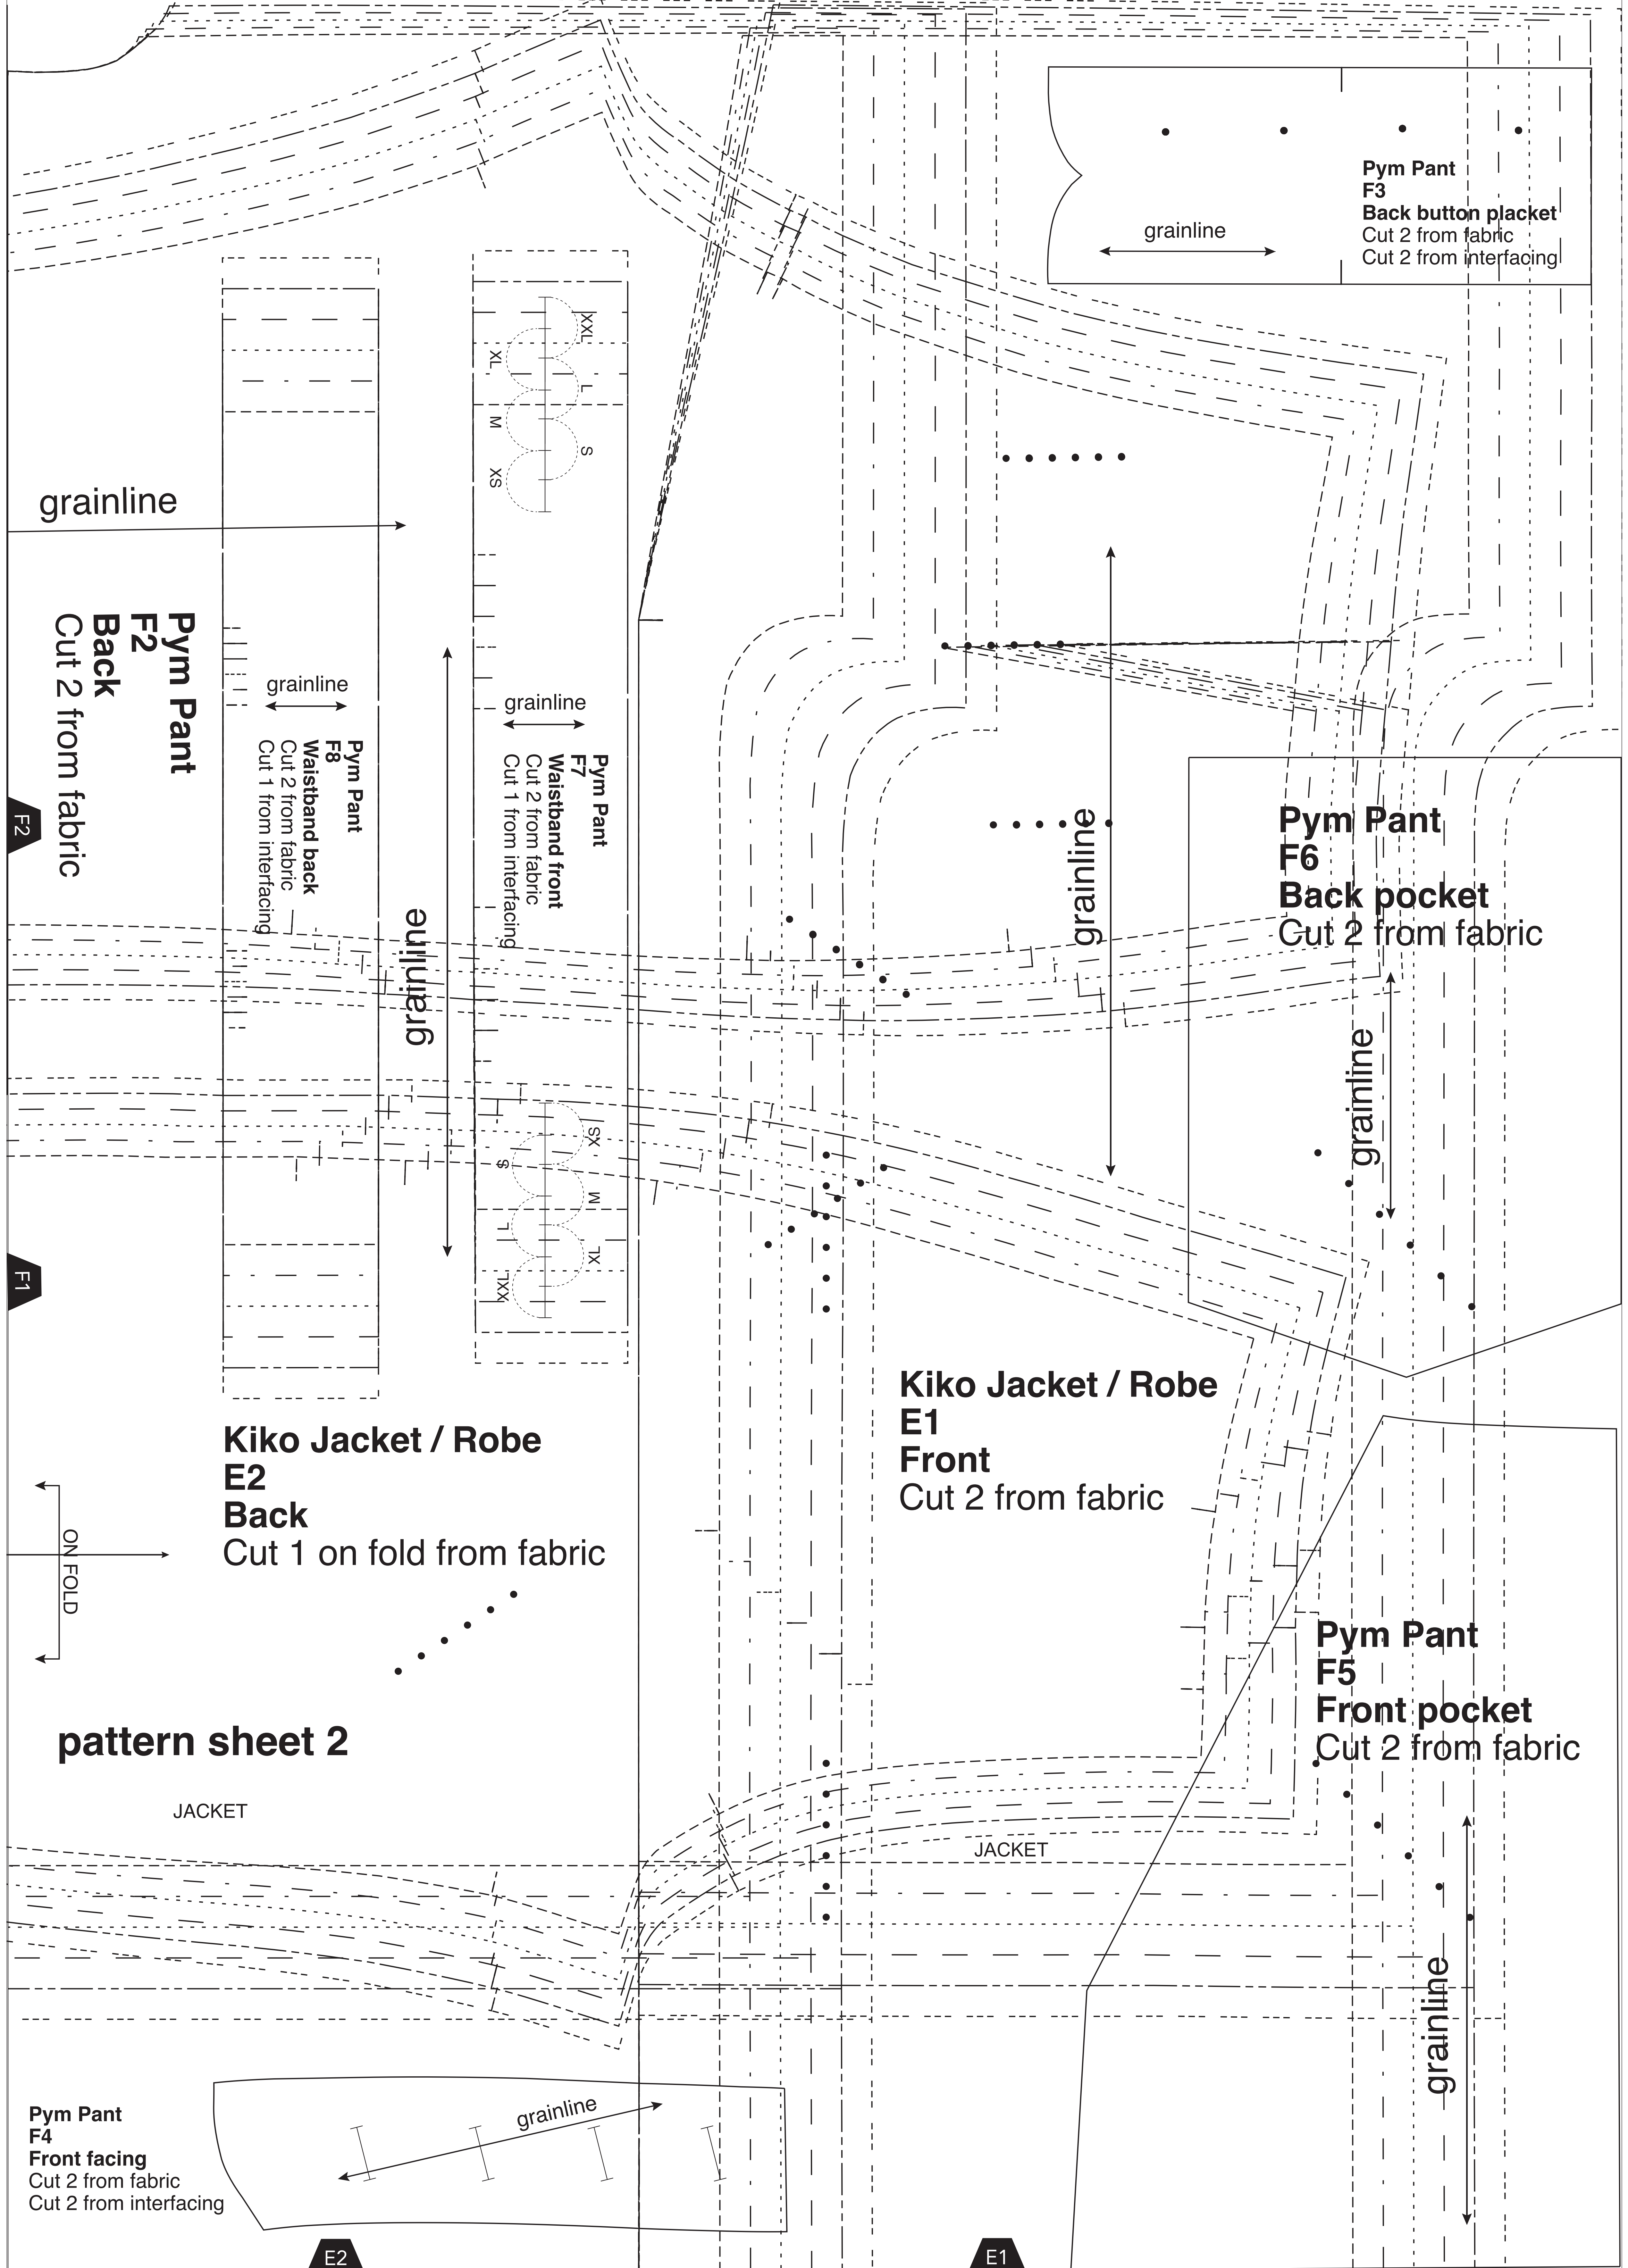 Pym Pant
F3
Back button placket
Cut 2 from fabric
Cut 2 from interfacing
grainline
XXL
XL
L
M
S
XS
grainline
Pym Pant
F2
Back
Cut 2 from fabric
F2
grainline
Pym Pant
F8
Waistband back
Cut 2 from fabric
Cut 1 from interfacing
grainline
Pym Pant
F7
Waistband front
Cut 2 from fabric
Cut 1 from interfacing
grainline
grainline
Pym Pant
F6
Back pocket
Cut 2 from fabric
grainline
XS
S
M
L
XL
XXL
F1
Kiko Jacket / Robe
E1
Front
Cut 2 from fabric
Kiko Jacket / Robe
E2
Back
Cut 1 on fold from fabric
ON FOLD
Pym Pant
F5
Front pocket
Cut 2 from fabric
pattern sheet 2
JACKET
JACKET
grainline
Pym Pant
F4
Front facing
Cut 2 from fabric
Cut 2 from interfacing
grainline
E2
E1